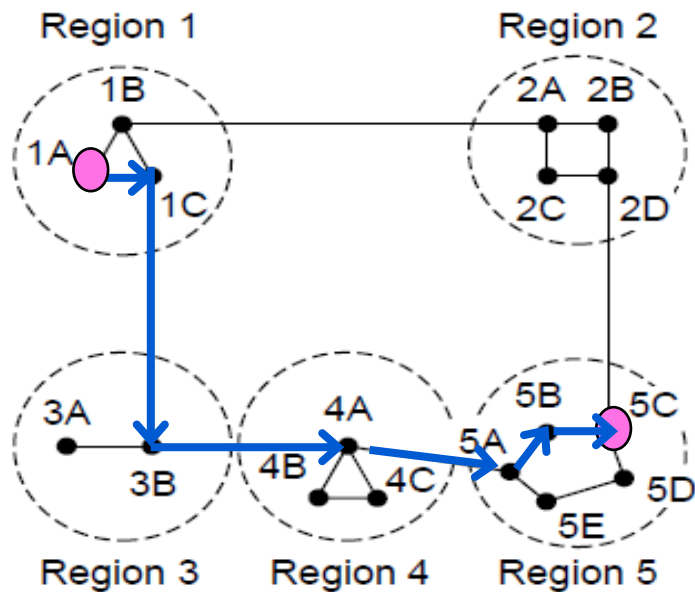 Region 1
Region 2
1B
2A 2B
1A
1C
2C 2D
5B 5C
3A
4A
5A
3B
4B 4C
5D
5E
Region 3
Region 4
Region 5